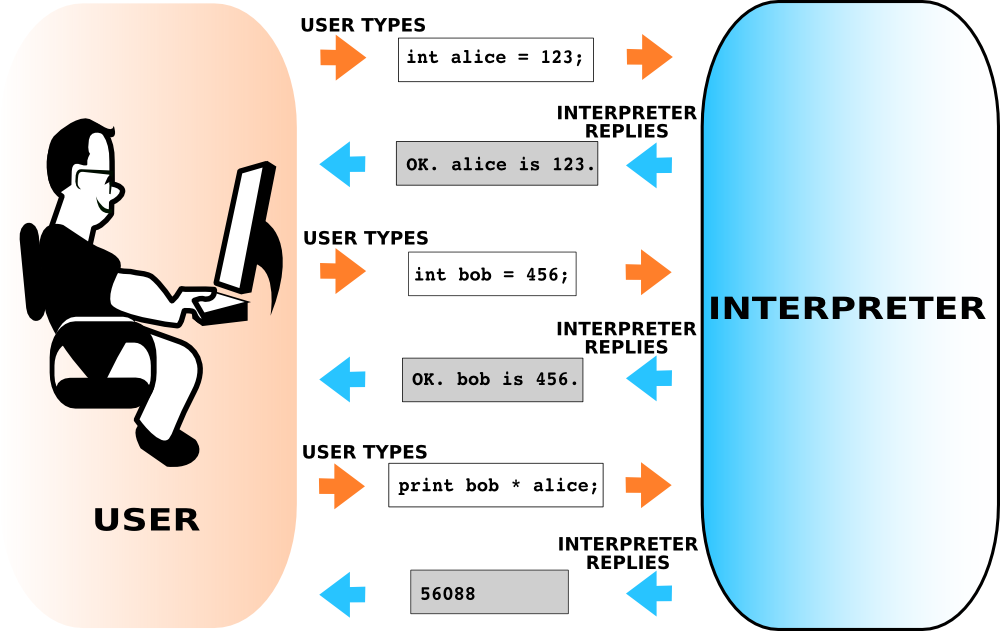 USER TYPES
int alice = 123;
INTERPRETER
REPLIES
OK. alice is 123.
USER TYPES
int bob = 456;
INTERPRETER
INTERPRETER
REPLIES
OK. bob is 456.
USER TYPES
print bob * alice;
USER
INTERPRETER
REPLIES
56088